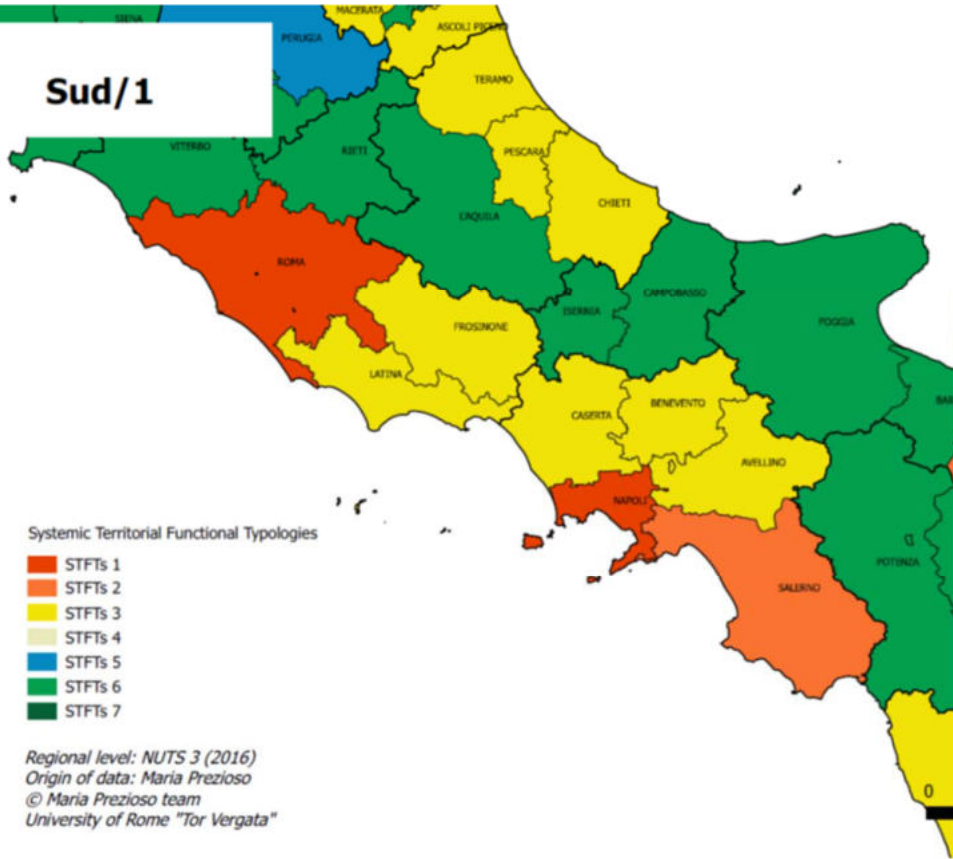 Sud/1
SIENA
MACERATA
PERUGIA
ASCOLI PICENO
TERAMO
VITERBO
RIETI
PESCARA
CHIETI
L'AQUILA
ROMA
CAMPOBASSO
ISERNIA
FOGGIA
FROSINONE
LATINA
BAR
CASERTA
BENEVENTO
AVELLINO
NAPOLI
POTENZA
SALERNO
Systemic Territorial Functional Typologies
STFTs 1
STFTs 2
STFTs 3
STFTs 4
STFTs 5
STFTs 6
STFTs 7
Regional level: NUTS 3 (2016)
Origin of data: Maria Prezioso
© Maria Prezioso team
University of Rome "Tor Vergata"
0